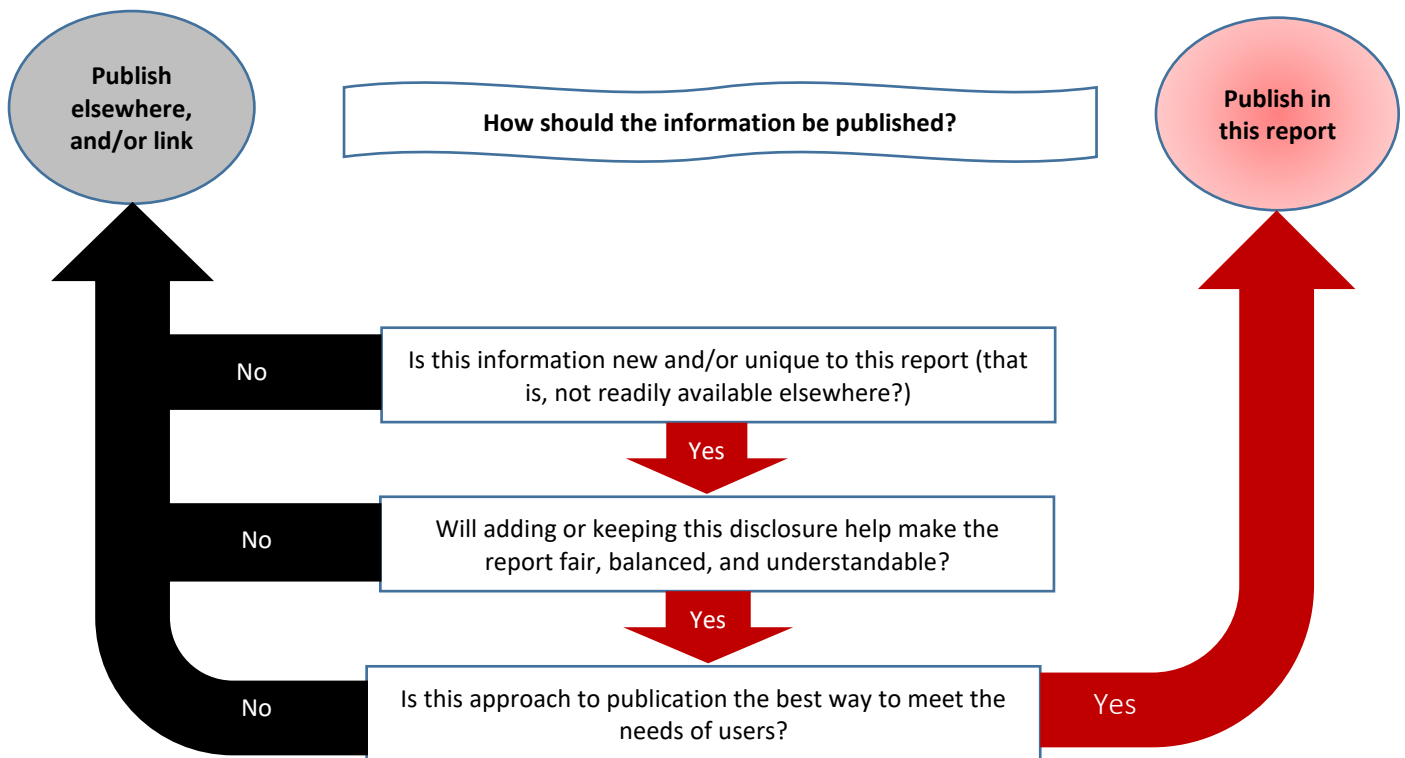 Publish
elsewhere,
and/or link
How should the information be published?
Publish in
this report
No
Is this information new and/or unique to this report (that
is, not readily available elsewhere?)
Yes
No
Will adding or keeping this disclosure help make the
report fair, balanced, and understandable?
Yes
No
Is this approach to publication the best way to meet the
needs of users?
Yes